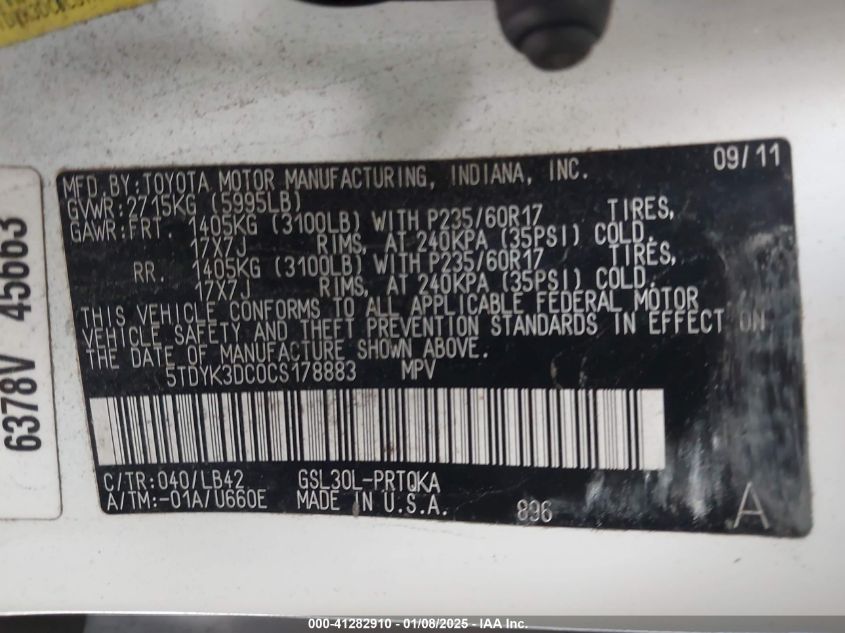 MFD.BY:TOYOTA MOTOR MANUFACTURING, INDIANA, INC. 09/11
GVWR:2715KG (5995LB)
GAWR:FRT 1405KG (3100LB) WITH P235/60R17 TIRES,
17X7J RIMS, AT 240KPA (35PSI) COLD.
RR. 1405KG (3100LB) WITH P235/60R17 TIRES,
17X7J RIMS, AT 240KPA (35PSI) COLD.
THIS VEHICLE CONFORMS TO ALL APPLICABLE FEDERAL MOTOR
VEHICLE SAFETY AND THEFT PREVENTION STANDARDS IN EFFECT ON
THE DATE OF MANUFACTURE SHOWN ABOVE.
5TDYK3DC0CS178883 MPV
C/TR:040/LB42 GSL30L-PRTQKA
A/TM:-01A/U660E MADE IN U.S.A. 896 A
6378V 45663
000-41282910 - 01/08/2025 - IAA Inc.